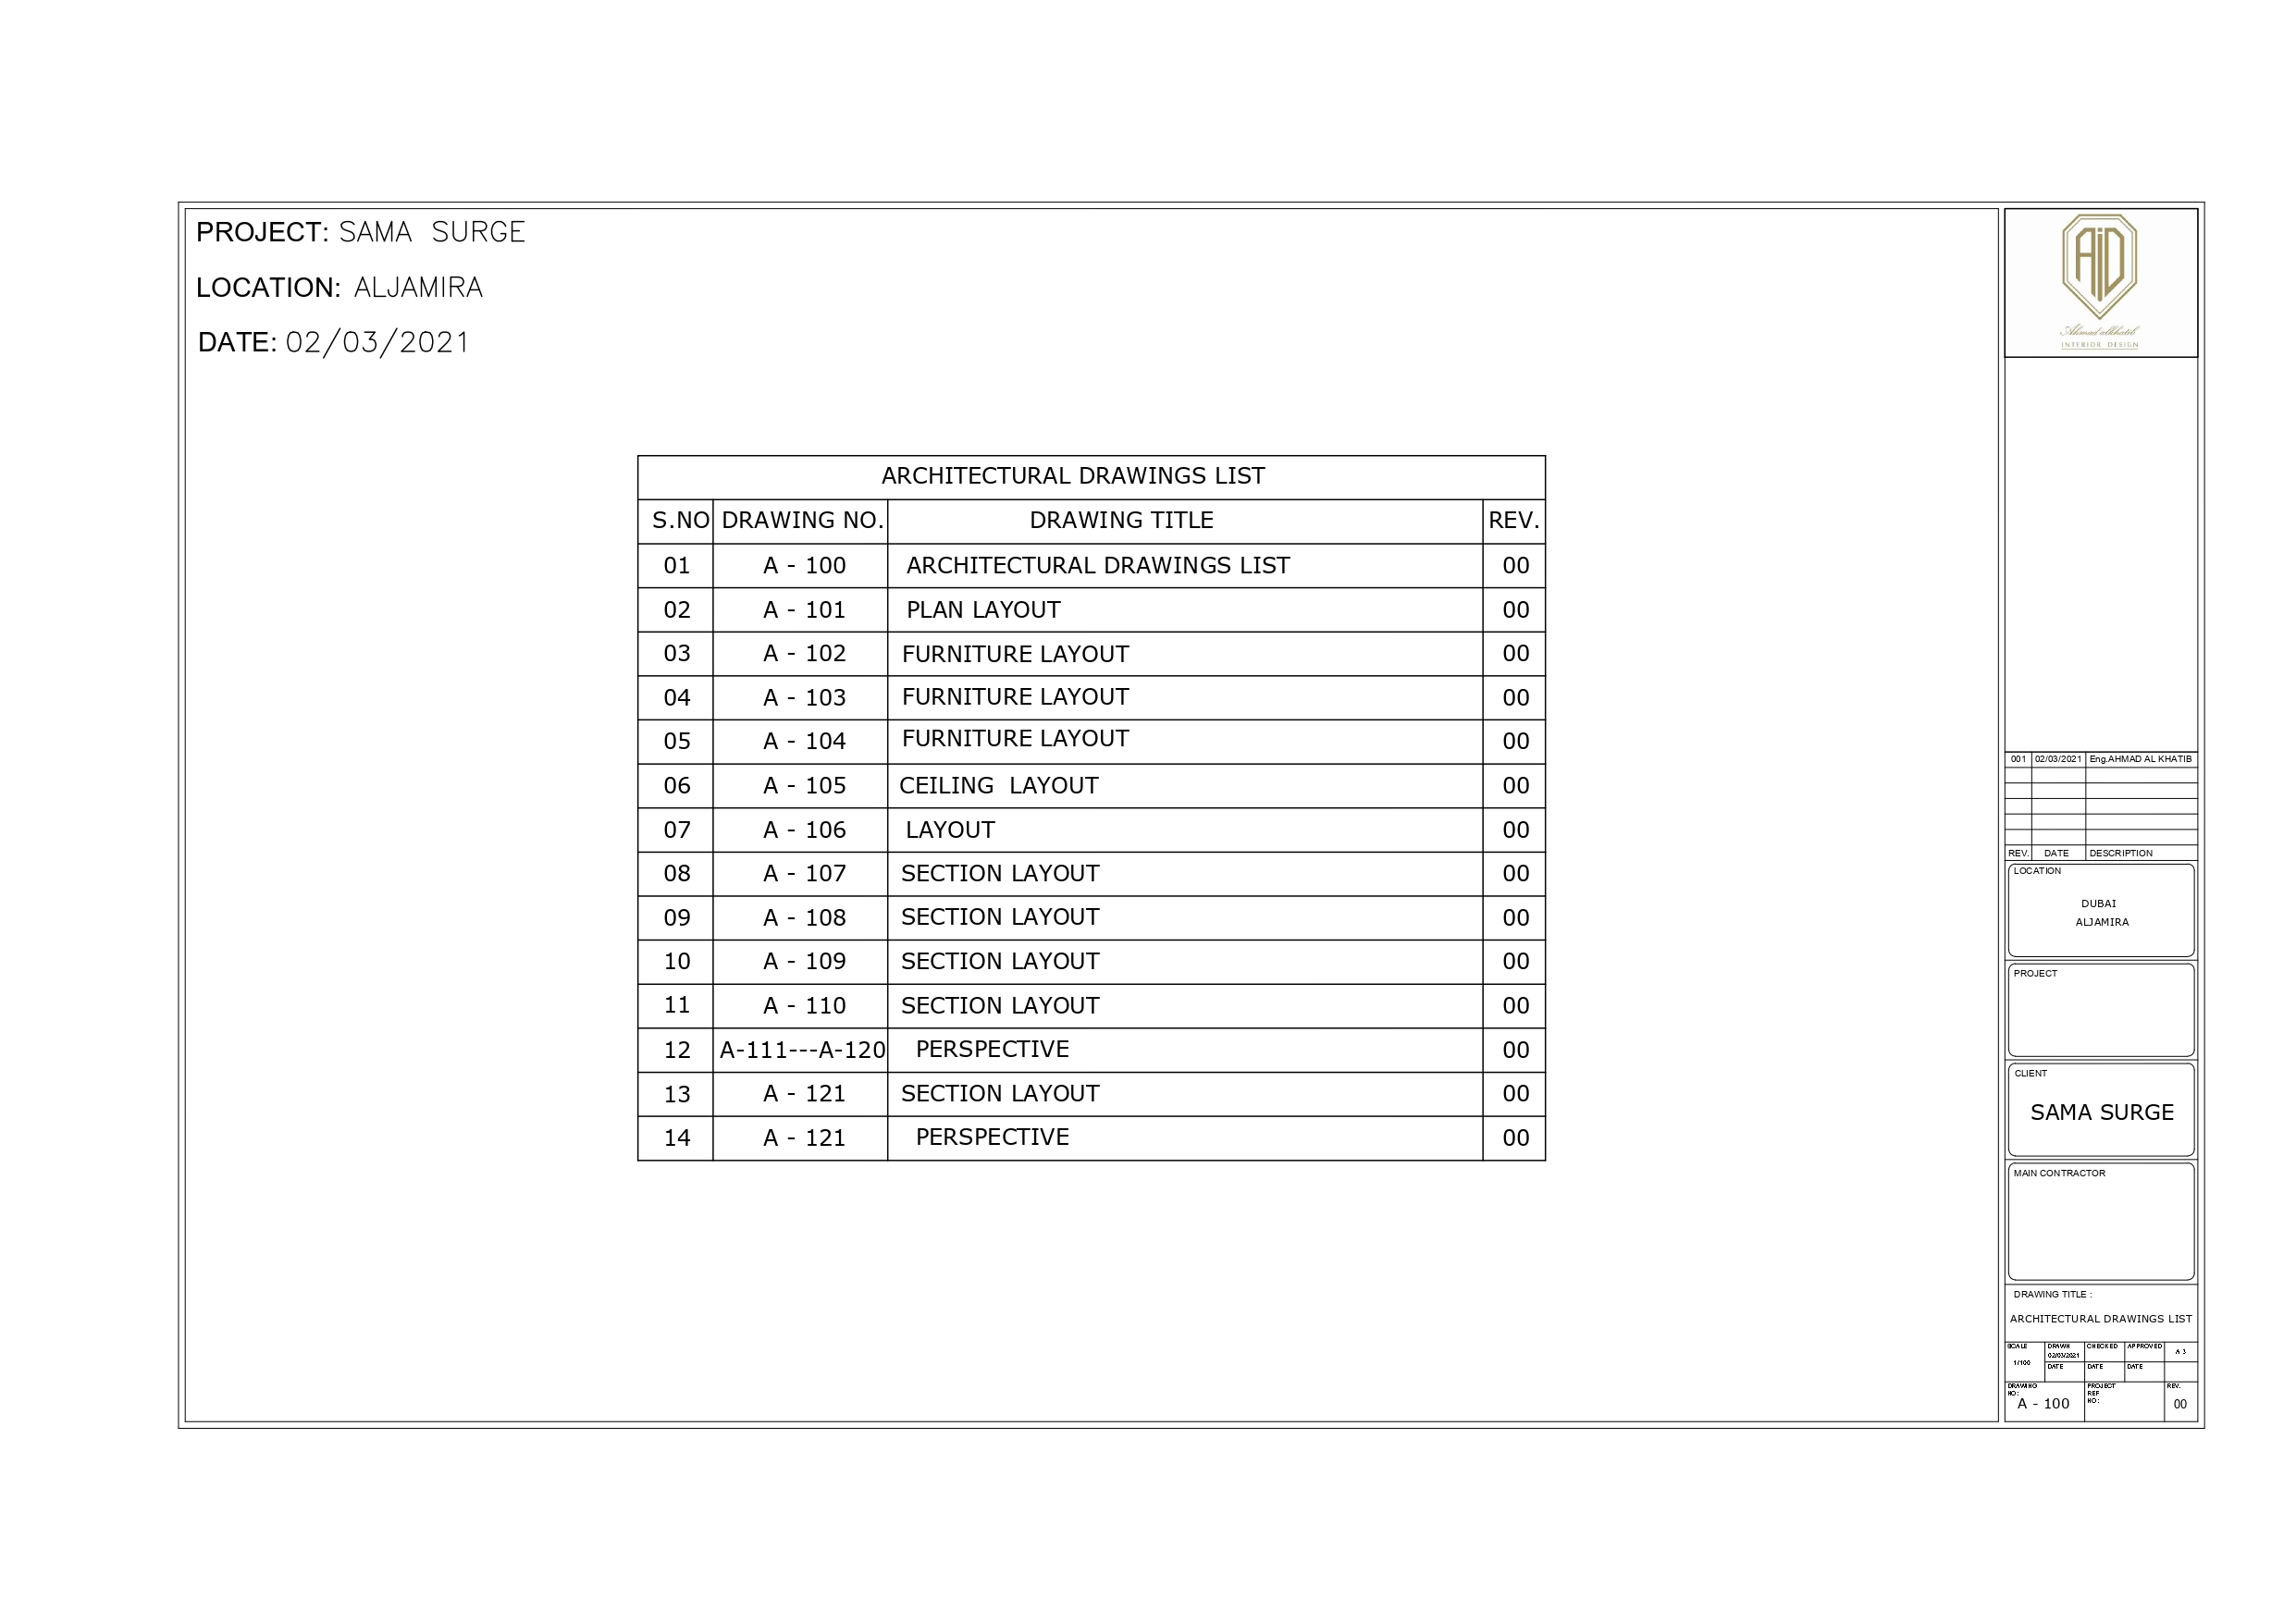 PROJECT: SAMA SURGE
LOCATION: ALJAMIRA
DATE: 02/03/2021
ARCHITECTURAL DRAWINGS LIST
S.NO DRAWING NO. DRAWING TITLE REV.
01 A - 100 ARCHITECTURAL DRAWINGS LIST 00
02 A - 101 PLAN LAYOUT 00
03 A - 102 FURNITURE LAYOUT 00
04 A - 103 FURNITURE LAYOUT 00
05 A - 104 FURNITURE LAYOUT 00
06 A - 105 CEILING LAYOUT 00
07 A - 106 LAYOUT 00
08 A - 107 SECTION LAYOUT 00
09 A - 108 SECTION LAYOUT 00
10 A - 109 SECTION LAYOUT 00
11 A - 110 SECTION LAYOUT 00
12 A-111---A-120 PERSPECTIVE 00
13 A - 121 SECTION LAYOUT 00
14 A - 121 PERSPECTIVE 00
AiD
Ahmad alkhatib
INTERIOR DESIGN
001 02/03/2021 Eng.AHMAD AL KHATIB
REV. DATE DESCRIPTION
LOCATION
DUBAI
ALJAMIRA
PROJECT
CLIENT
SAMA SURGE
MAIN CONTRACTOR
DRAWING TITLE :
ARCHITECTURAL DRAWINGS LIST
SCALE DRAWN CHECKED APPROVED A 3
1/100 02/03/2021
DATE DATE DATE
DRAWING NO: PROJECT REF NO: REV.
A - 100 00